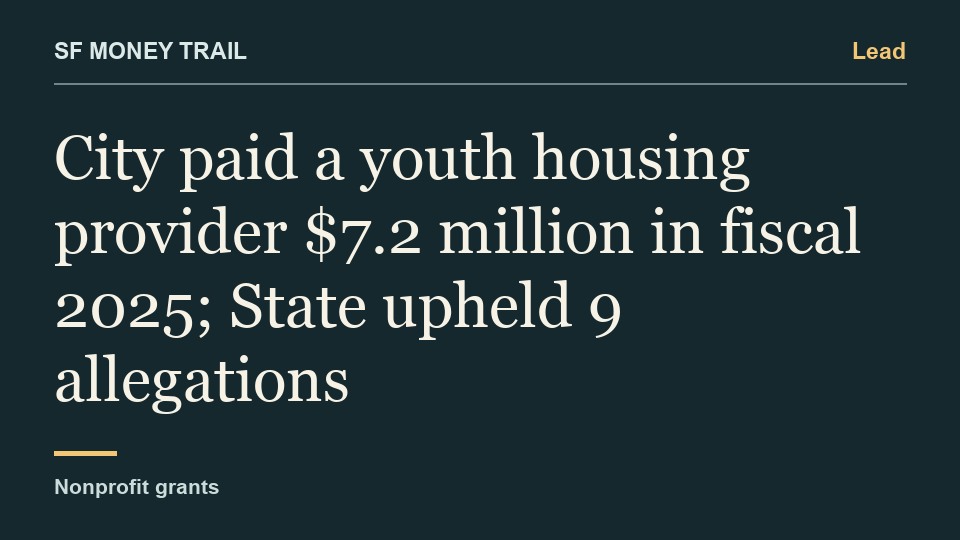 SF MONEY TRAIL
Lead
City paid a youth housing
provider $7.2 million in fiscal
2025; State upheld 9
allegations
Nonprofit grants